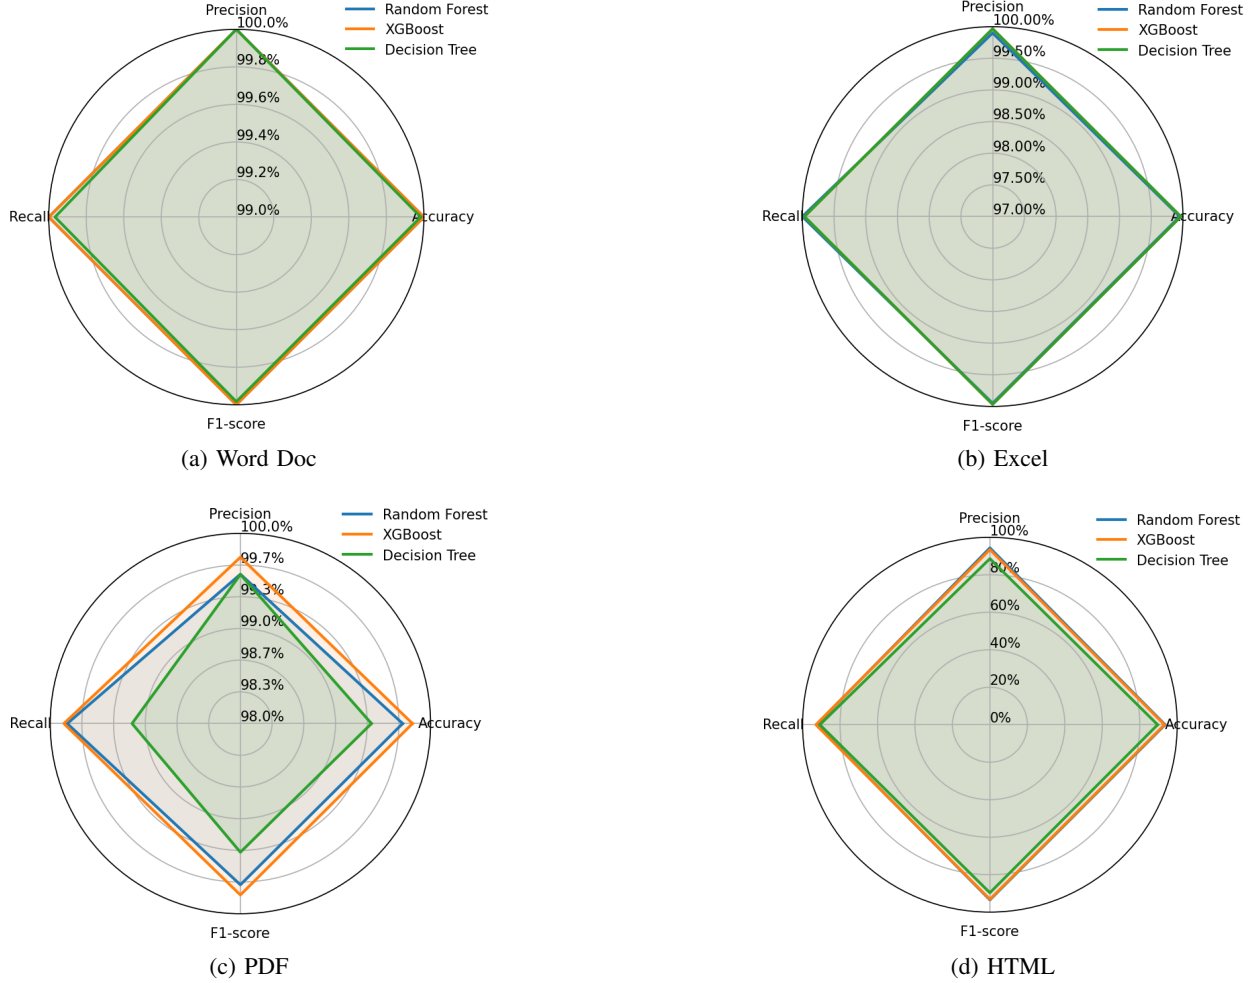 Precision
100.0%
99.8%
99.6%
99.4%
99.2%
99.0%
Recall
Accuracy
F1-score
Random Forest
XGBoost
Decision Tree
(a) Word Doc
Precision
100.00%
99.50%
99.00%
98.50%
98.00%
97.50%
97.00%
Recall
Accuracy
F1-score
Random Forest
XGBoost
Decision Tree
(b) Excel
Precision
100.0%
99.7%
99.3%
99.0%
98.7%
98.3%
98.0%
Recall
Accuracy
F1-score
Random Forest
XGBoost
Decision Tree
(c) PDF
Precision
100%
80%
60%
40%
20%
0%
Recall
Accuracy
F1-score
Random Forest
XGBoost
Decision Tree
(d) HTML